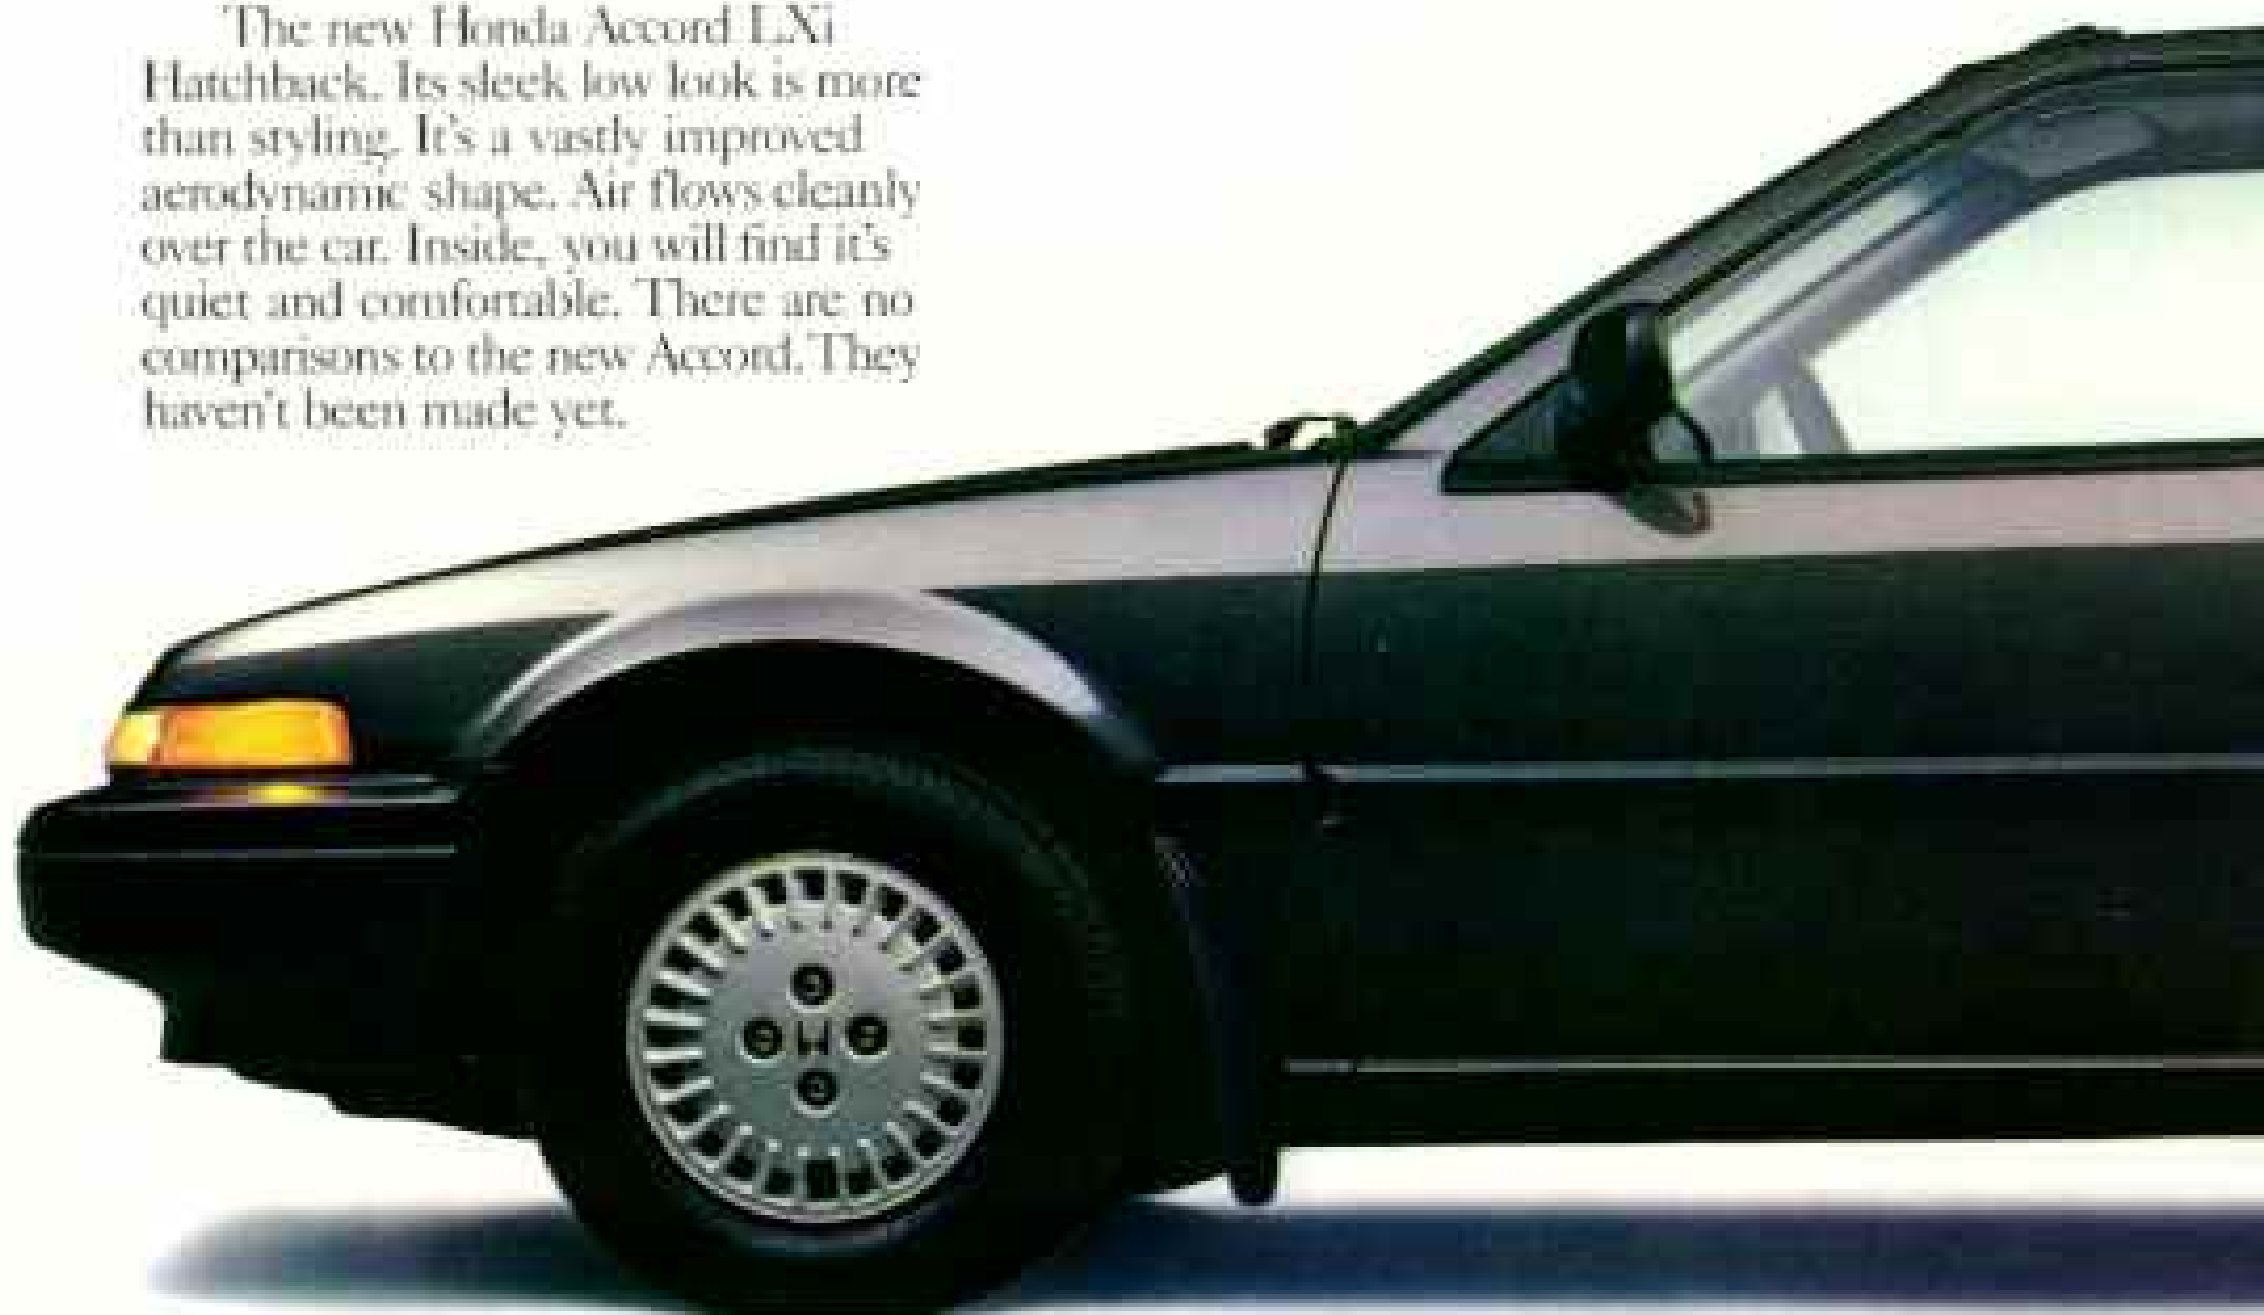 The new Honda Accord LXi
Hatchback. Its sleek low look is more
than styling. It's a vastly improved
aerodynamic shape. Air flows cleanly
over the car. Inside, you will find it's
quiet and comfortable. There are no
comparisons to the new Accord. They
haven't been made yet.